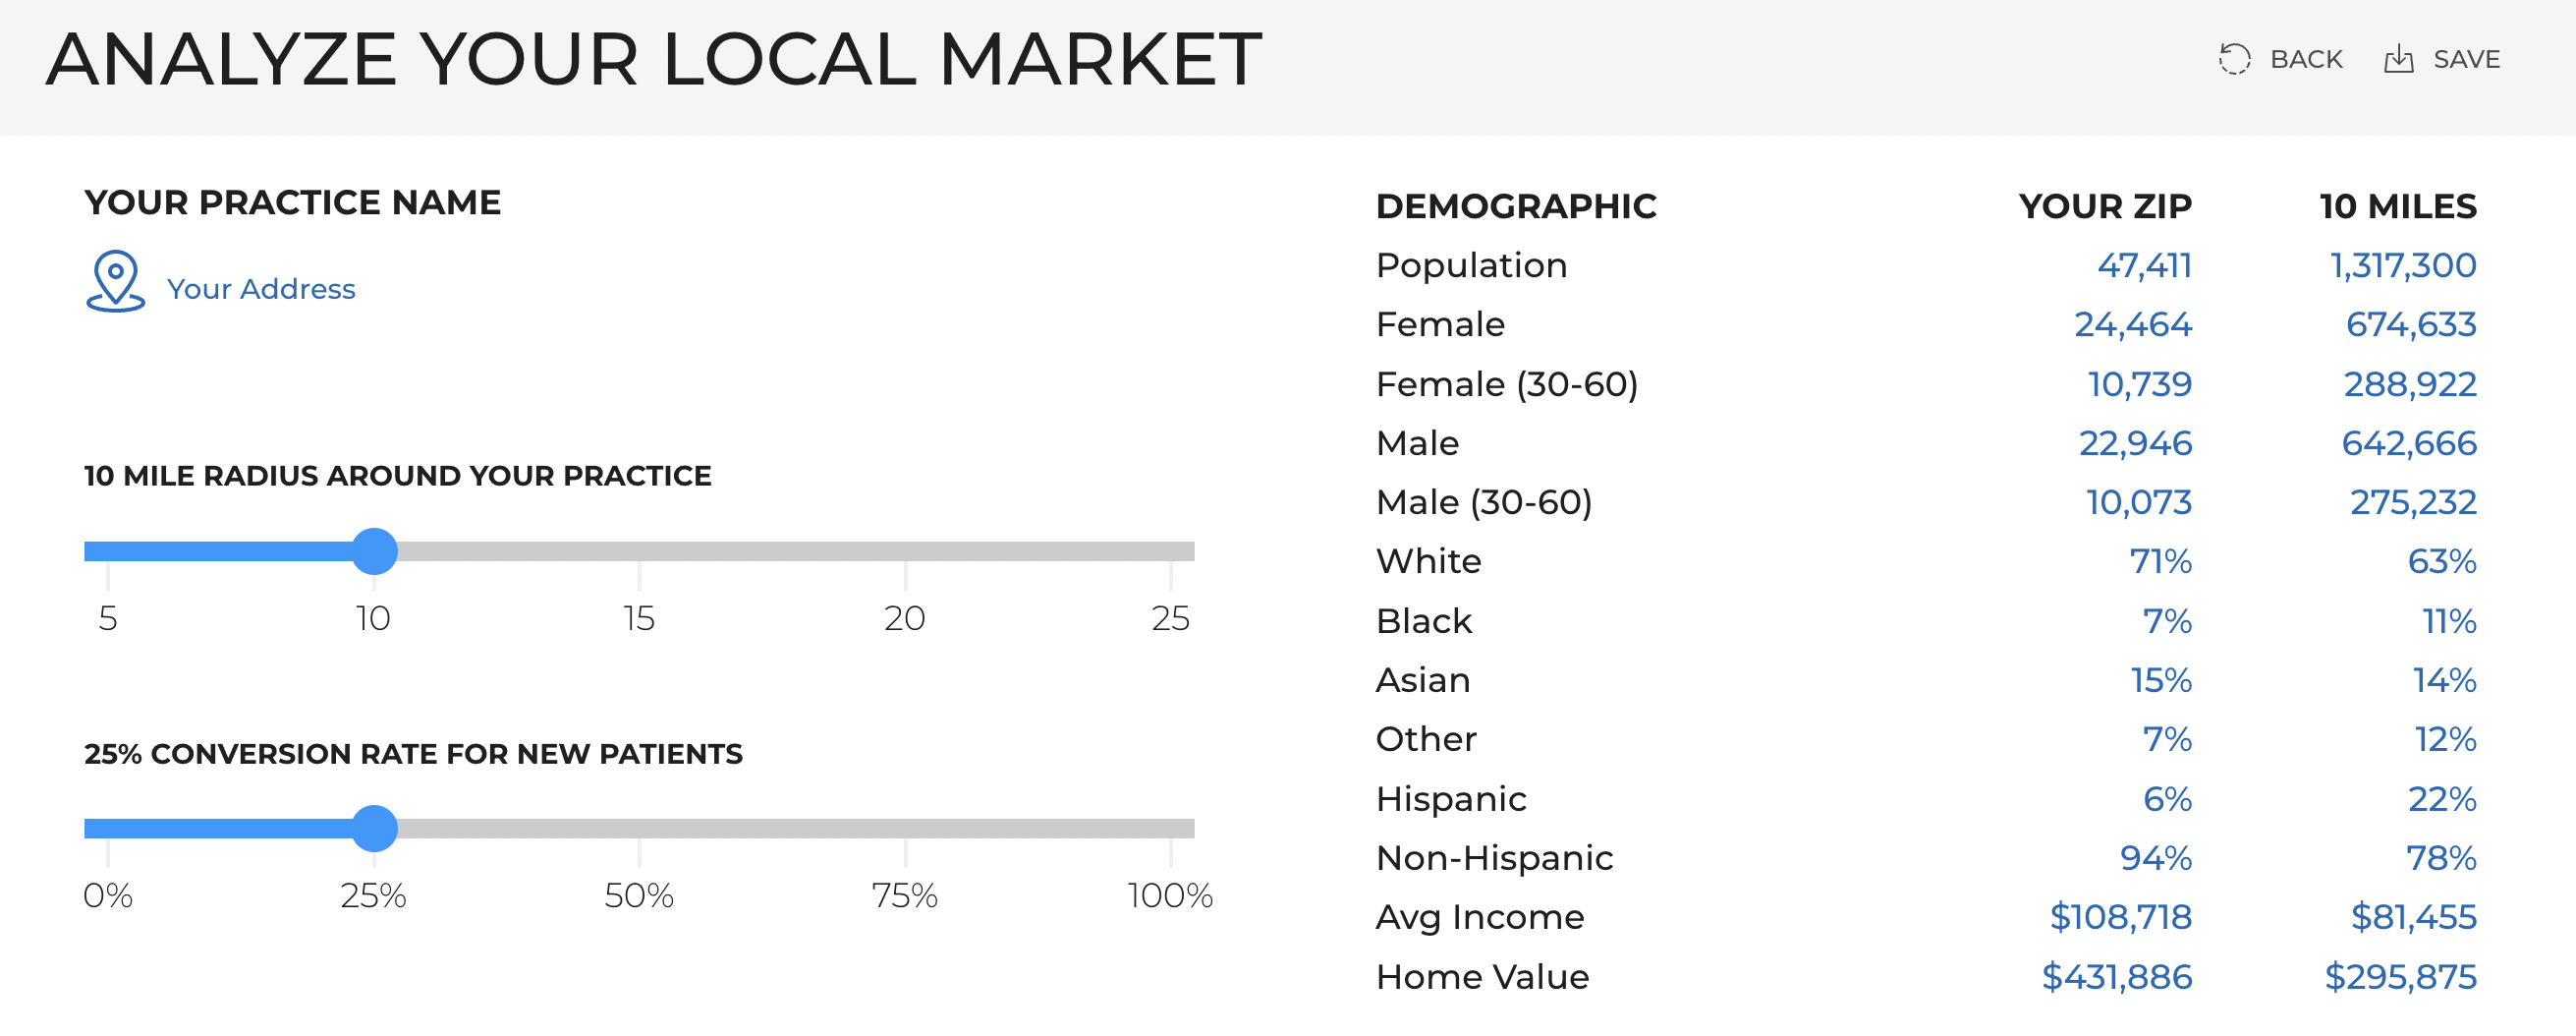 ANALYZE YOUR LOCAL MARKET
BACK
SAVE
YOUR PRACTICE NAME
Your Address
10 MILE RADIUS AROUND YOUR PRACTICE
5 10 15 20 25
25% CONVERSION RATE FOR NEW PATIENTS
0% 25% 50% 75% 100%
DEMOGRAPHIC YOUR ZIP 10 MILES
Population 47,411 1,317,300
Female 24,464 674,633
Female (30-60) 10,739 288,922
Male 22,946 642,666
Male (30-60) 10,073 275,232
White 71% 63%
Black 7% 11%
Asian 15% 14%
Other 7% 12%
Hispanic 6% 22%
Non-Hispanic 94% 78%
Avg Income $108,718 $81,455
Home Value $431,886 $295,875